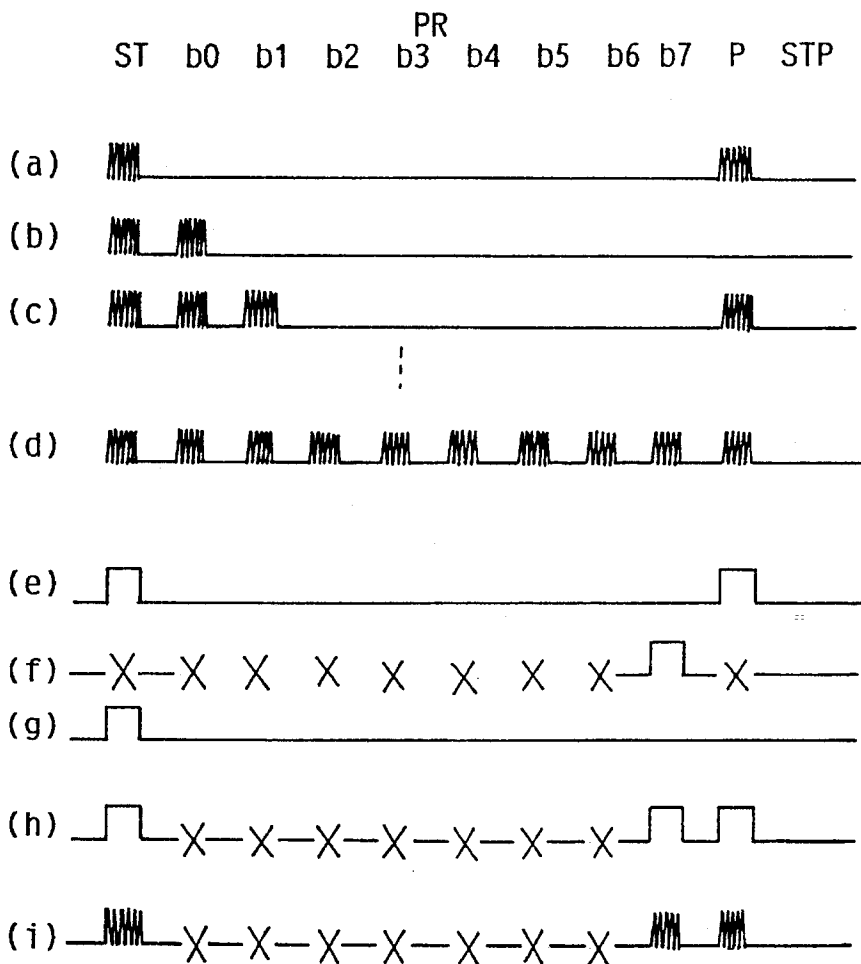 PR
ST b0 b1 b2 b3 b4 b5 b6 b7 P STP
(a)
(b)
(c)
(d)
(e)
(f)
(g)
(h)
(i)